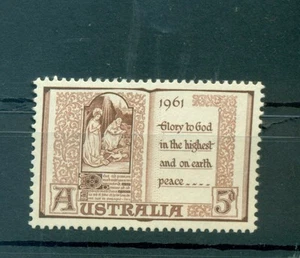 1961
Glory to God
in the highest
and on earth
peace ....
AUSTRALIA 5D